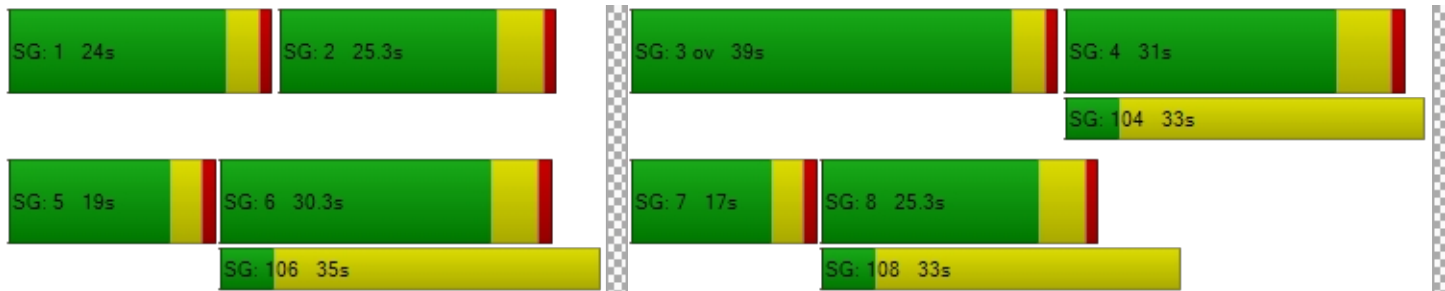 SG: 1 24s
SG: 2 25.3s
SG: 3 ov 39s
SG: 4 31s
SG: 104 33s
SG: 5 19s
SG: 6 30.3s
SG: 7 17s
SG: 8 25.3s
SG: 106 35s
SG: 108 33s